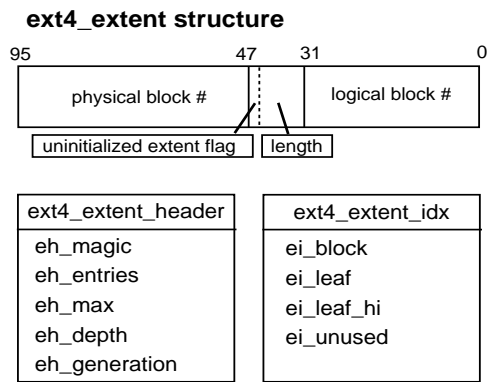 ext4_extent structure
95 47 31 0
physical block # logical block #
uninitialized extent flag length
ext4_extent_header
eh_magic
eh_entries
eh_max
eh_depth
eh_generation
ext4_extent_idx
ei_block
ei_leaf
ei_leaf_hi
ei_unused